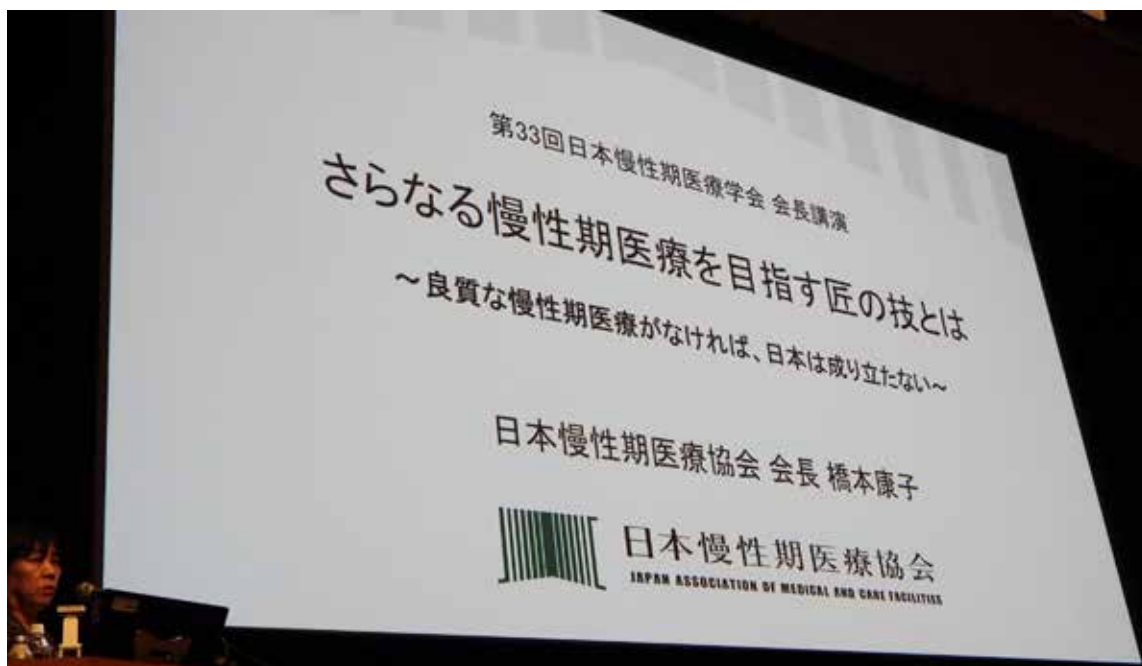 第33回日本慢性期医療学会 会長講演
さらなる慢性期医療を目指す匠の技とは
～良質な慢性期医療がなければ、日本は成り立たない～
日本慢性期医療協会 会長 橋本康子
日本慢性期医療協会
JAPAN ASSOCIATION OF MEDICAL AND CARE FACILITIES